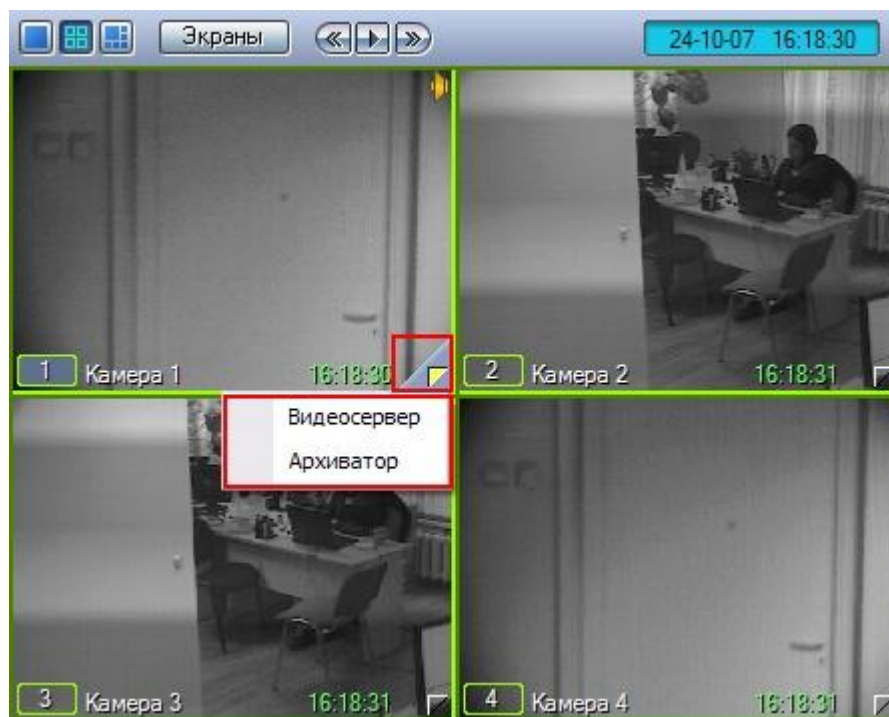 Экраны
24-10-07 16:18:30
1 Камера 1 16:18:30
2 Камера 2 16:18:31
Видеосервер
Архиватор
3 Камера 3 16:18:31
4 Камера 4 16:18:31